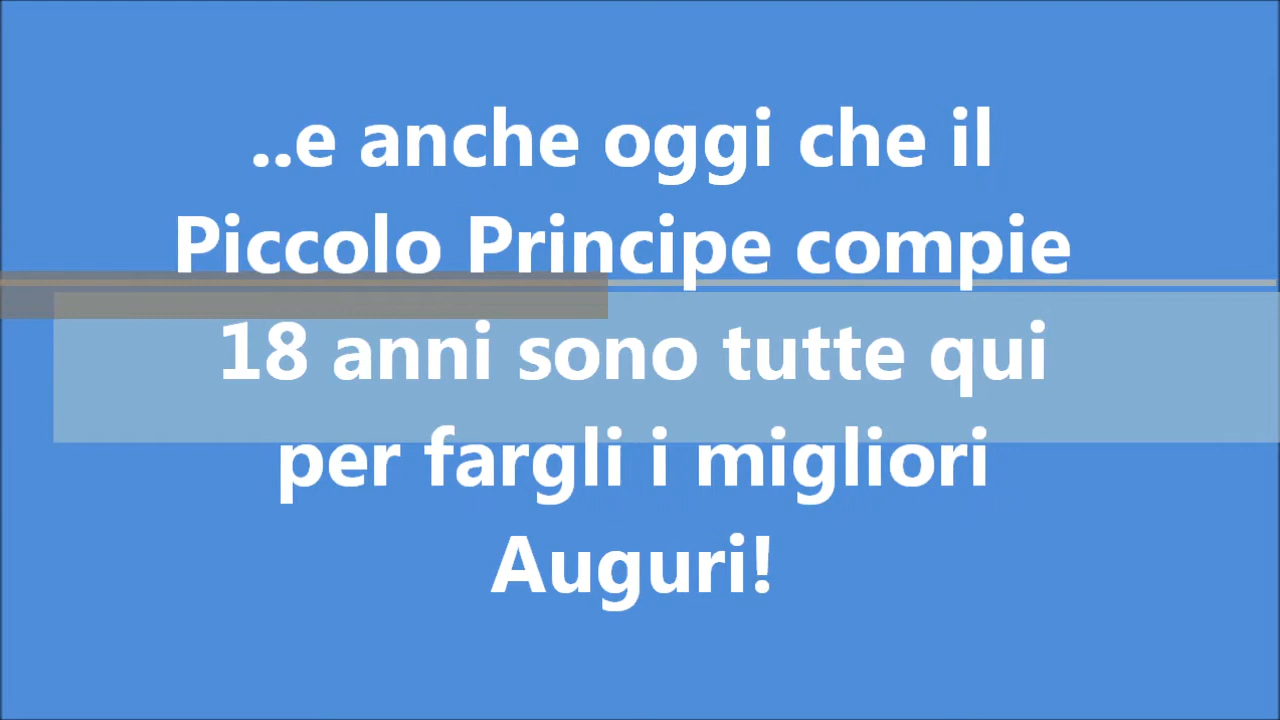 ..e anche oggi che il
Piccolo Principe compie
18 anni sono tutte qui
per fargli i migliori
Auguri!